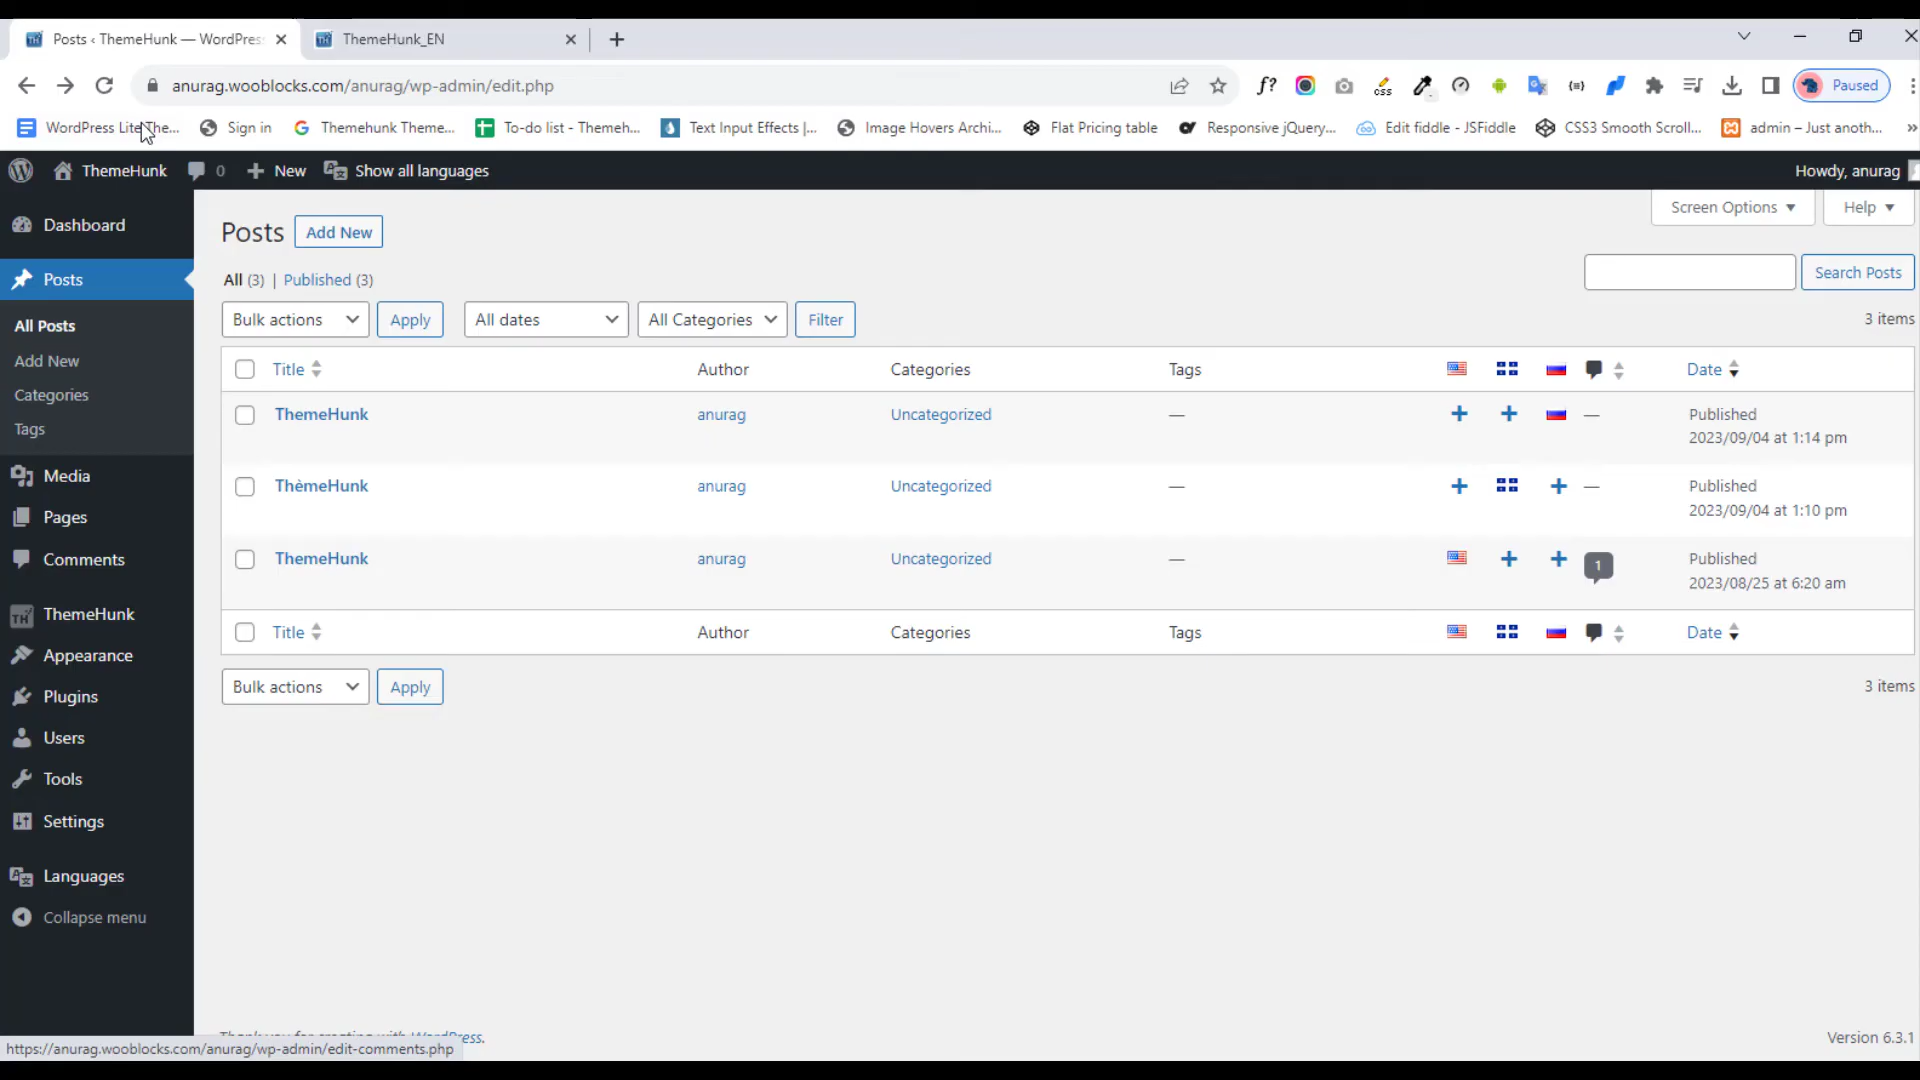 Posts ‹ ThemeHunk — WordPres
ThemeHunk_EN
anurag.wooblocks.com/anurag/wp-admin/edit.php
Paused
WordPress Lite The...
Sign in
Themehunk Theme...
To-do list - Themeh...
Text Input Effects |...
Image Hovers Archi...
Flat Pricing table
Responsive jQuery...
Edit fiddle - JSFiddle
CSS3 Smooth Scroll...
admin – Just anoth...
ThemeHunk
0
New
Show all languages
Howdy, anurag
Dashboard
Posts
All Posts
Add New
Categories
Tags
Media
Pages
Comments
ThemeHunk
Appearance
Plugins
Users
Tools
Settings
Languages
Collapse menu
Screen Options
Help
Posts
Add New
All (3) | Published (3)
Search Posts
Bulk actions
Apply
All dates
All Categories
Filter
3 items
Title Author Categories Tags Date
ThemeHunk anurag Uncategorized — — Published
2023/09/04 at 1:14 pm
ThèmeHunk anurag Uncategorized — — Published
2023/09/04 at 1:10 pm
ThemeHunk anurag Uncategorized — 1 Published
2023/08/25 at 6:20 am
Title Author Categories Tags Date
Bulk actions
Apply
3 items
Thank you for creating with WordPress.
Version 6.3.1
https://anurag.wooblocks.com/anurag/wp-admin/edit-comments.php